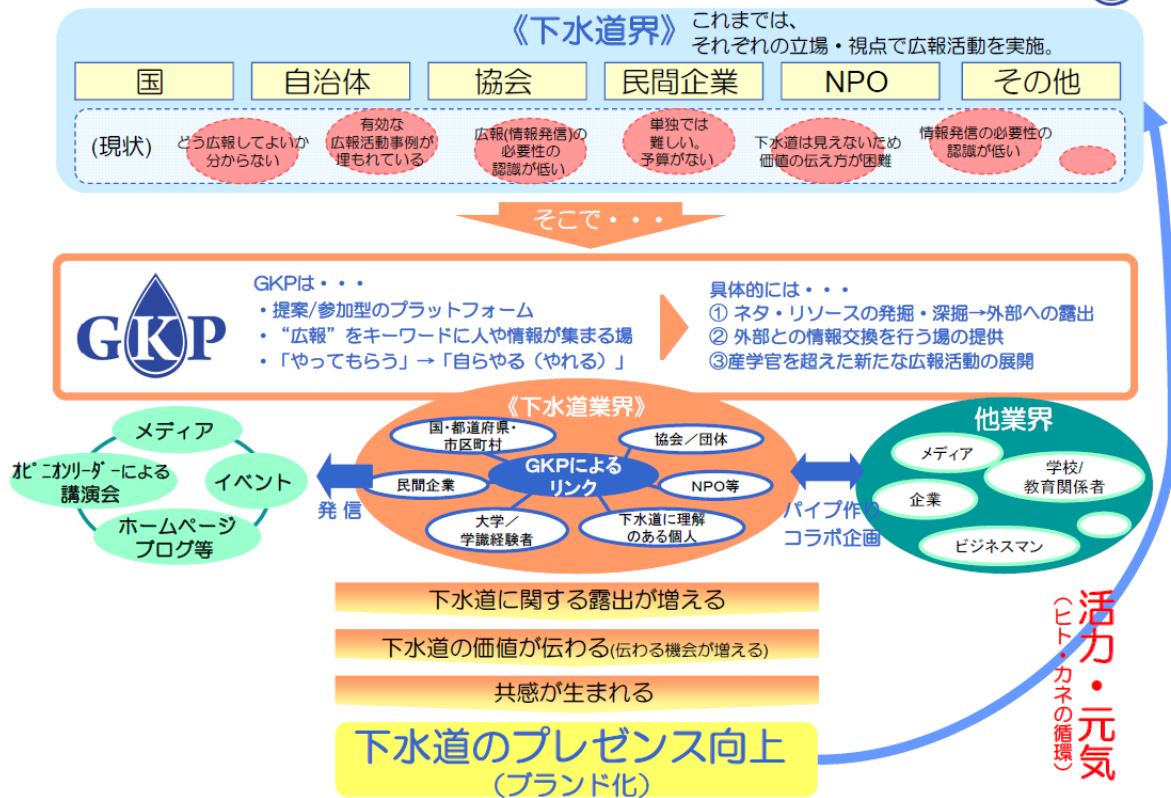 《下水道界》
これまでは、
それぞれの立場・視点で広報活動を実施。
国
自治体
協会
民間企業
NPO
その他
(現状)
どう広報してよいか
分からない
有効な
広報活動事例が
埋もれている
広報(情報発信)の
必要性の
認識が低い
単独では
難しい。
予算がない
下水道は見えないため
価値の伝え方が困難
情報発信の必要性の
認識が低い
そこで・・・
GKP
GKPは・・・
・提案/参加型のプラットフォーム
・“広報”をキーワードに人や情報が集まる場
・「やってもらう」→「自らやる（やれる）」
具体的には・・・
① ネタ・リソースの発掘・深掘→外部への露出
② 外部との情報交換を行う場の提供
③産学官を超えた新たな広報活動の展開
メディア
ｵﾋﾟﾆｵﾝﾘｰﾀﾞｰによる
講演会
イベント
ホームページ
ブログ等
発 信
《下水道業界》
国・都道府県・
市区町村
協会／団体
民間企業
GKPによる
リンク
NPO等
大学／
学識経験者
下水道に理解
のある個人
パイプ作り
コラボ企画
他業界
メディア
学校/
教育関係者
企業
ビジネスマン
下水道に関する露出が増える
下水道の価値が伝わる(伝わる機会が増える)
共感が生まれる
下水道のプレゼンス向上
（ブランド化）
活力・元気
（ヒト・カネの循環）